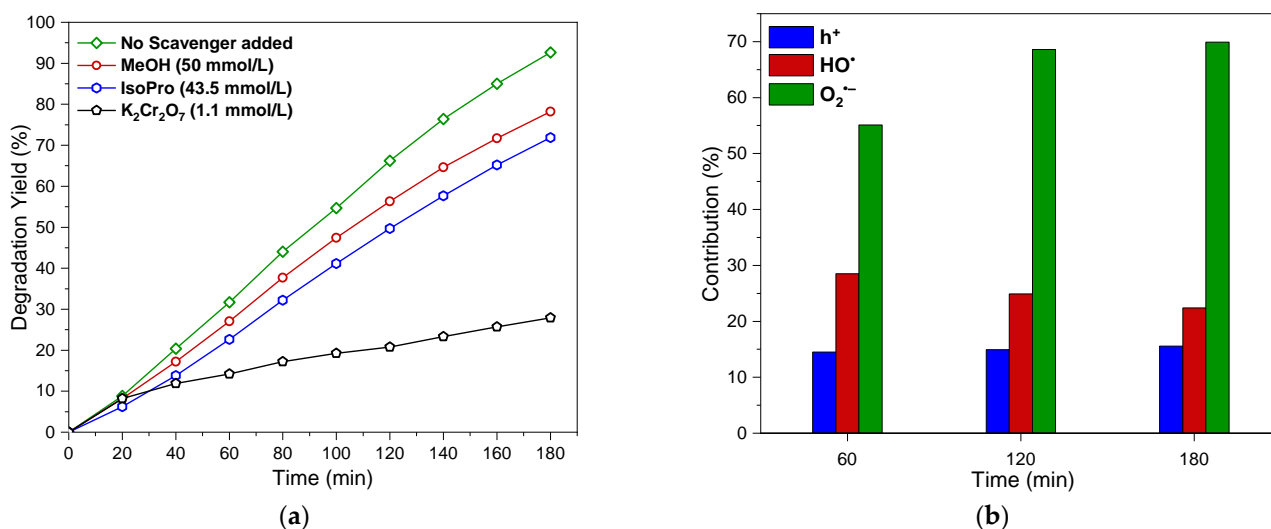 100
90
80
70
60
50
40
30
20
10
0
Degradation Yield (%)
No Scavenger added
MeOH (50 mmol/L)
IsoPro (43.5 mmol/L)
K₂Cr₂O₇ (1.1 mmol/L)
0 20 40 60 80 100 120 140 160 180
Time (min)
(a)
70
60
50
40
30
20
10
0
Contribution (%)
h⁺
HO•
O₂•⁻
60 120 180
Time (min)
(b)